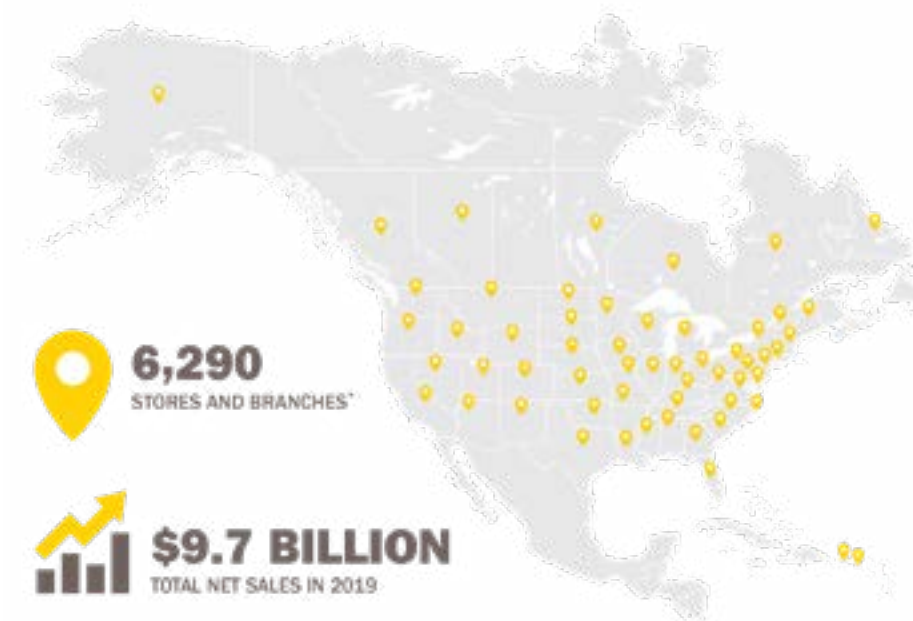 6,290
STORES AND BRANCHES*
$9.7 BILLION
TOTAL NET SALES IN 2019